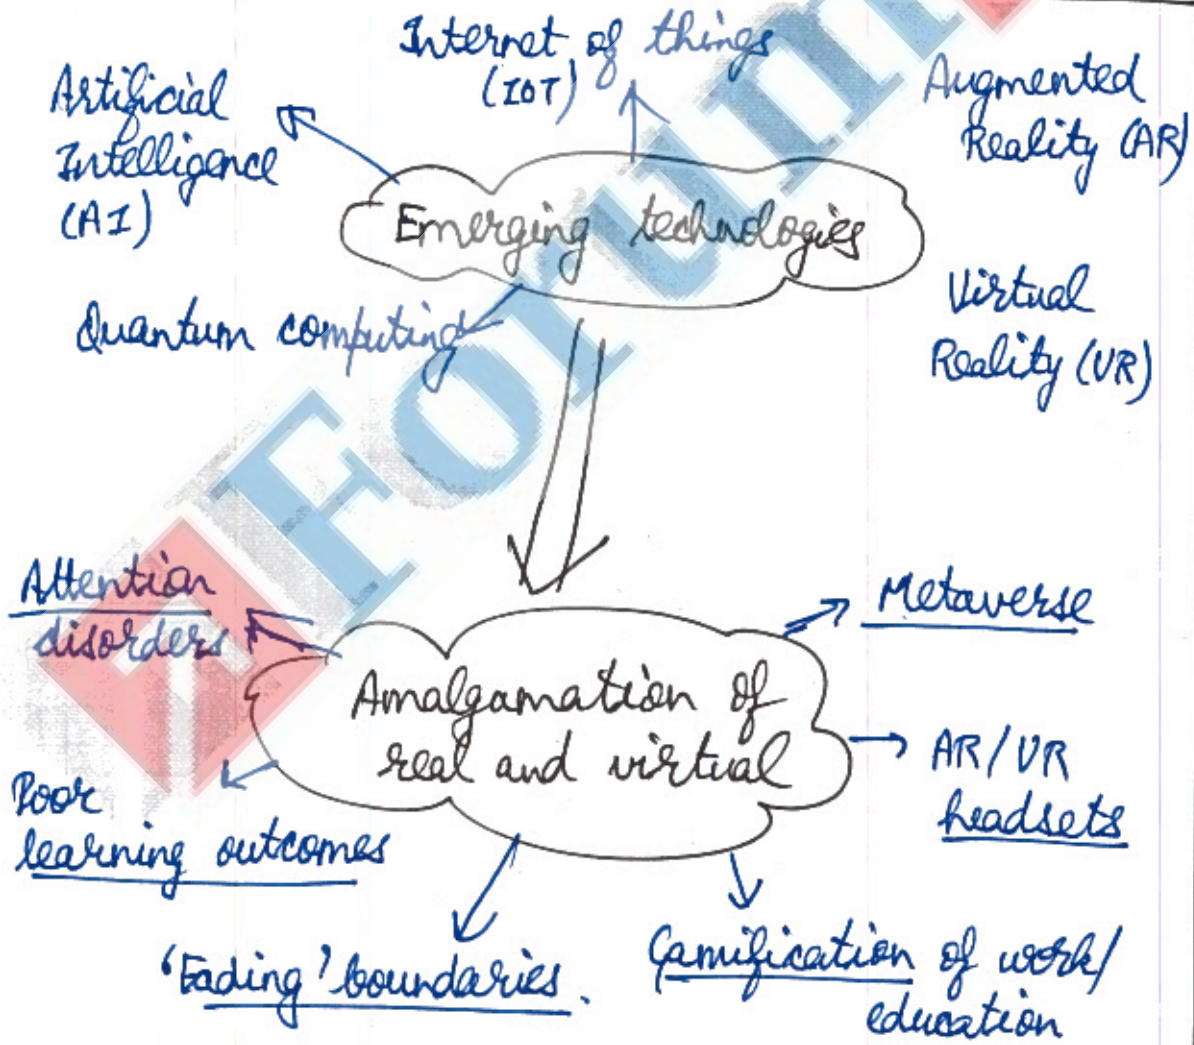 Internet of things
(IOT)
Artificial
Intelligence
(AI)
Augmented
Reality (AR)
Emerging technologies
Quantum computing
Virtual
Reality (VR)
Attention
disorders
Metaverse
Amalgamation of
real and virtual
AR/VR
headsets
Poor
learning outcomes
'Fading' boundaries.
Gamification of work/
education
Forum